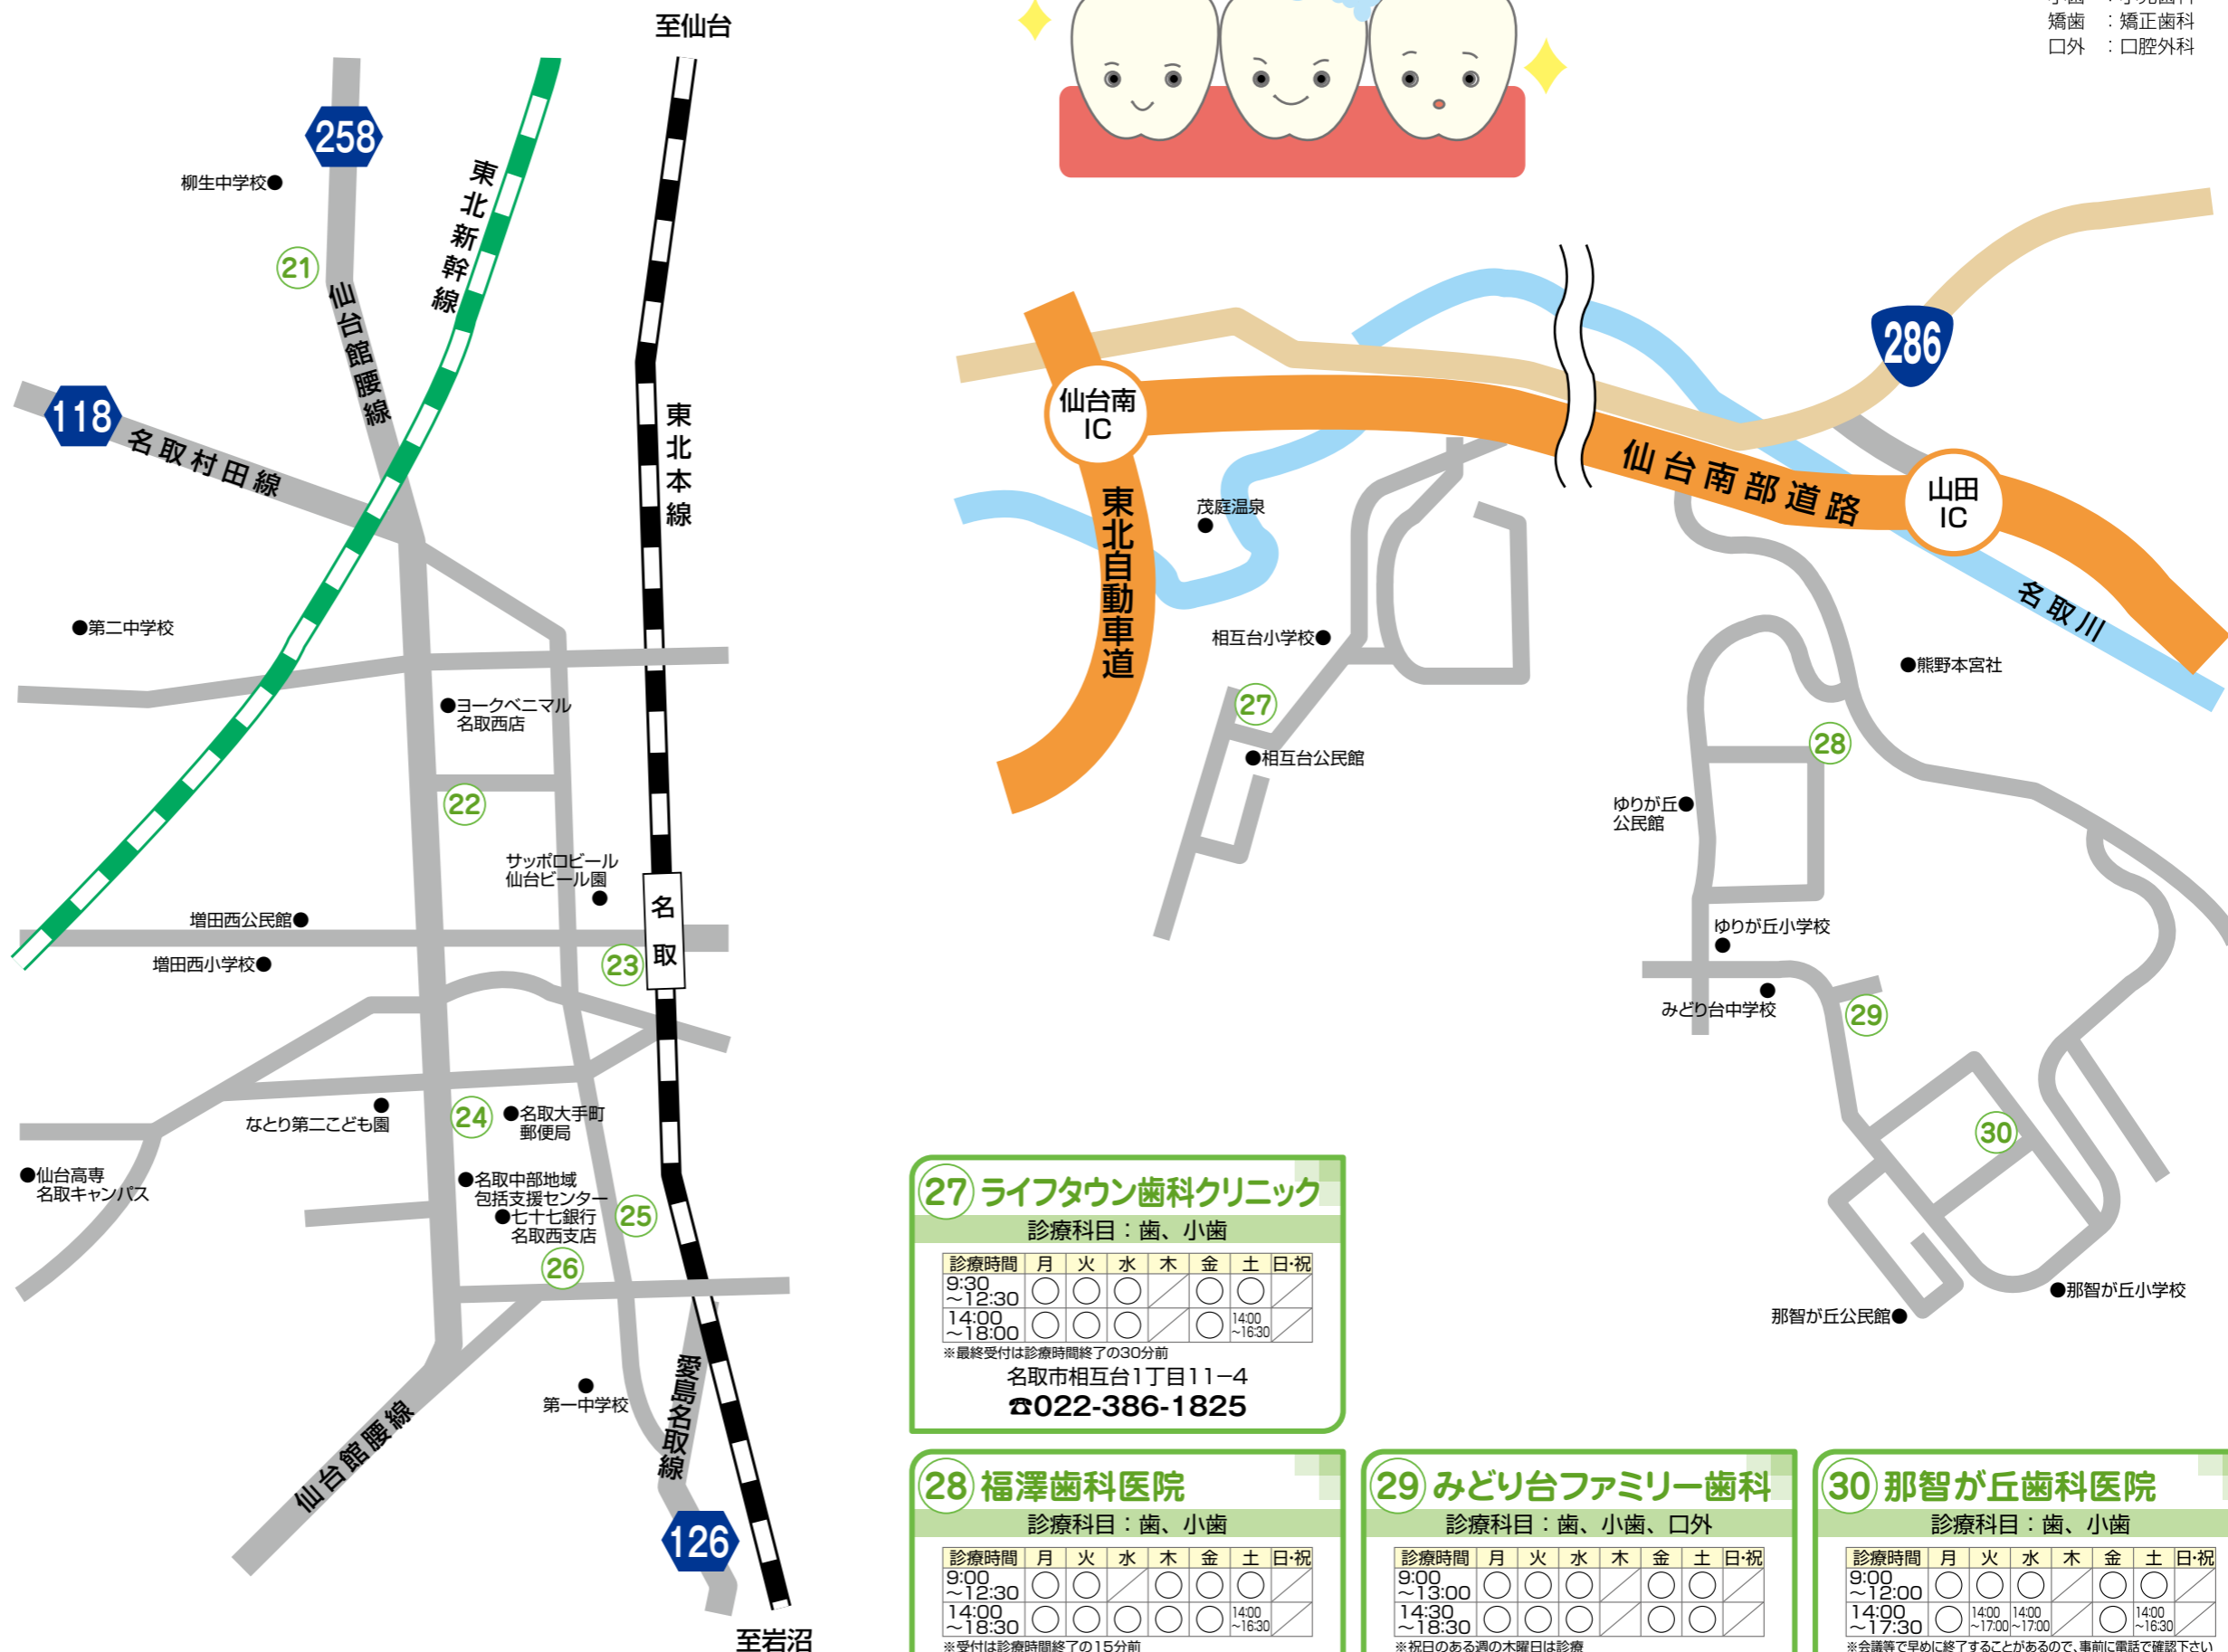 矯歯 : 矯正歯科
口外 : 口腔外科
至仙台
258
柳生中学校
東北新幹線
21
仙台館腰線
118
名取村田線
東北本線
第二中学校
ヨークベニマル
名取西店
22
サッポロビール
仙台ビール園
名取
増田西公民館
増田西小学校
23
なとり第二こども園
24
名取大手町
郵便局
仙台高専
名取キャンパス
名取中部地域
包括支援センター
七十七銀行
名取西支店
25
26
第一中学校
愛島名取線
仙台館腰線
126
至岩沼
286
仙台南
IC
仙台南部道路
山田
IC
東北自動車道
茂庭温泉
名取川
相互台小学校
熊野本宮社
27
相互台公民館
28
ゆりが丘
公民館
ゆりが丘小学校
みどり台中学校
29
30
那智が丘小学校
那智が丘公民館
27 ライフタウン歯科クリニック
診療科目:歯、小歯
診療時間 月 火 水 木 金 土 日・祝
9:30
～12:30 ○ ○ ○ ／ ○ ○ ／
14:00
～18:00 ○ ○ ○ ／ ○ 14:00～16:30 ／
※最終受付は診療時間終了の30分前
名取市相互台1丁目11−4
☎022-386-1825
28 福澤歯科医院
診療科目:歯、小歯
診療時間 月 火 水 木 金 土 日・祝
9:00
～12:30 ○ ○ ／ ○ ○ ○ ／
14:00
～18:30 ○ ○ ○ ○ ○ 14:00～16:30 ／
※受付は診療時間終了の15分前
29 みどり台ファミリー歯科
診療科目:歯、小歯、口外
診療時間 月 火 水 木 金 土 日・祝
9:00
～13:00 ○ ○ ○ ／ ○ ○ ／
14:30
～18:30 ○ ○ ○ ／ ○ ○ ／
※祝日のある週の木曜日は診療
30 那智が丘歯科医院
診療科目:歯、小歯
診療時間 月 火 水 木 金 土 日・祝
9:00
～12:00 ○ ○ ○ ／ ○ ○ ／
14:00
～17:30 ○ 14:00～17:00 14:00～17:00 ／ ○ 14:00～16:30 ／
※会議等で早めに終了することがあるので、事前に電話で確認下さい